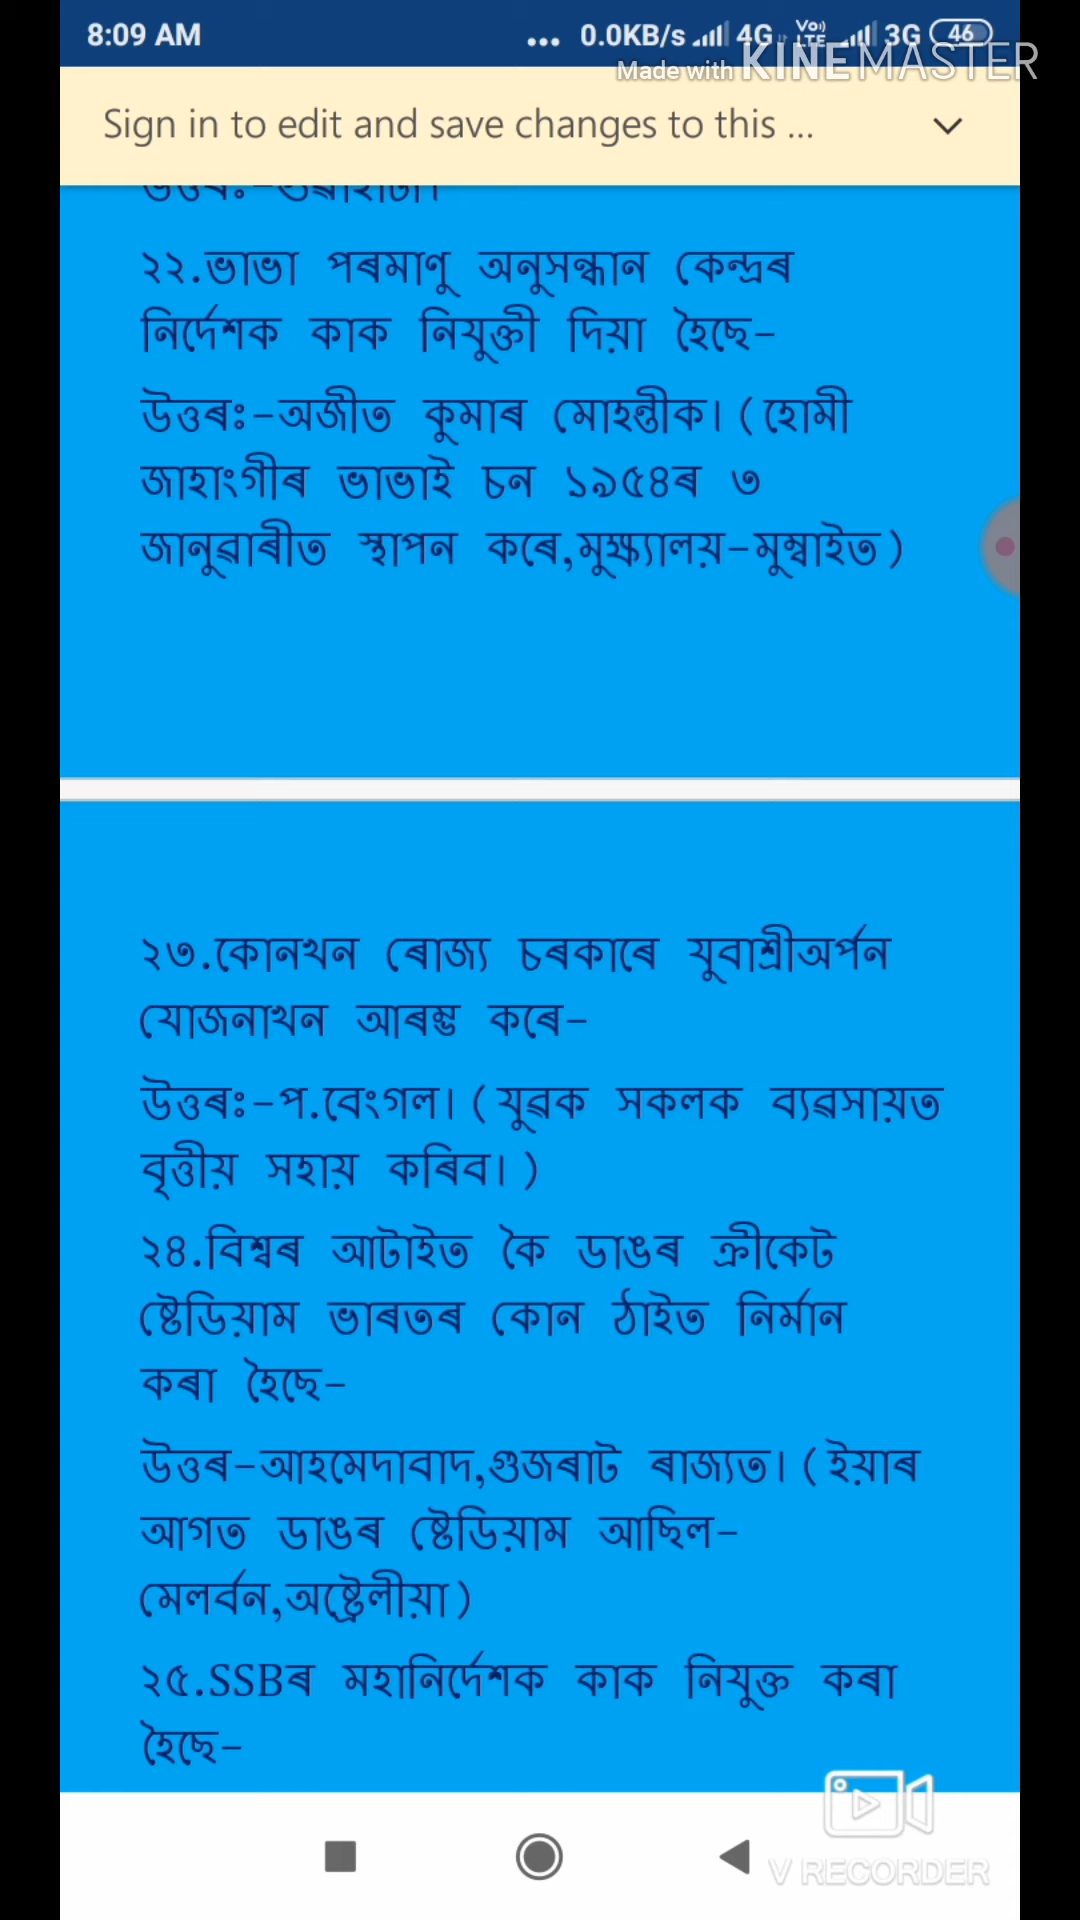 8:09 AM ... 0.0KB/s 4G Vo) LTE 3G 46
Made with KINEMASTER
Sign in to edit and save changes to this ...
উত্তৰঃ-গুৱাহাটী।
২২.ভাভা পৰমাণু অনুসন্ধান কেন্দ্ৰৰ
নিৰ্দেশক কাক নিযুক্তী দিয়া হৈছে-
উত্তৰঃ-অজীত কুমাৰ মোহন্তীক। (হোমী
জাহাংগীৰ ভাভাই চন ১৯৫৪ৰ ৩
জানুৱাৰীত স্থাপন কৰে,মুক্ষ্যালয়-মুম্বাইত)
২৩.কোনখন ৰোজ্য চৰকাৰে যুবাশ্ৰীঅৰ্পন
যোজনাখন আৰম্ভ কৰে-
উত্তৰঃ-প.বেংগল। (যুৱক সকলক ব্যৱসায়ত
বৃত্তীয় সহায় কৰিব। )
২৪.বিশ্বৰ আটাইত কৈ ডাঙৰ ক্ৰীকেট
ষ্টেডিয়াম ভাৰতৰ কোন ঠাইত নিৰ্মান
কৰা হৈছে-
উত্তৰ-আহমেদাবাদ,গুজৰাট ৰাজ্যত। (ইয়াৰ
আগত ডাঙৰ ষ্টেডিয়াম আছিল-
মেলৰ্বন,অষ্ট্ৰেলীয়া)
২৫.SSBৰ মহানিৰ্দেশক কাক নিযুক্ত কৰা
হৈছে-
V RECORDER